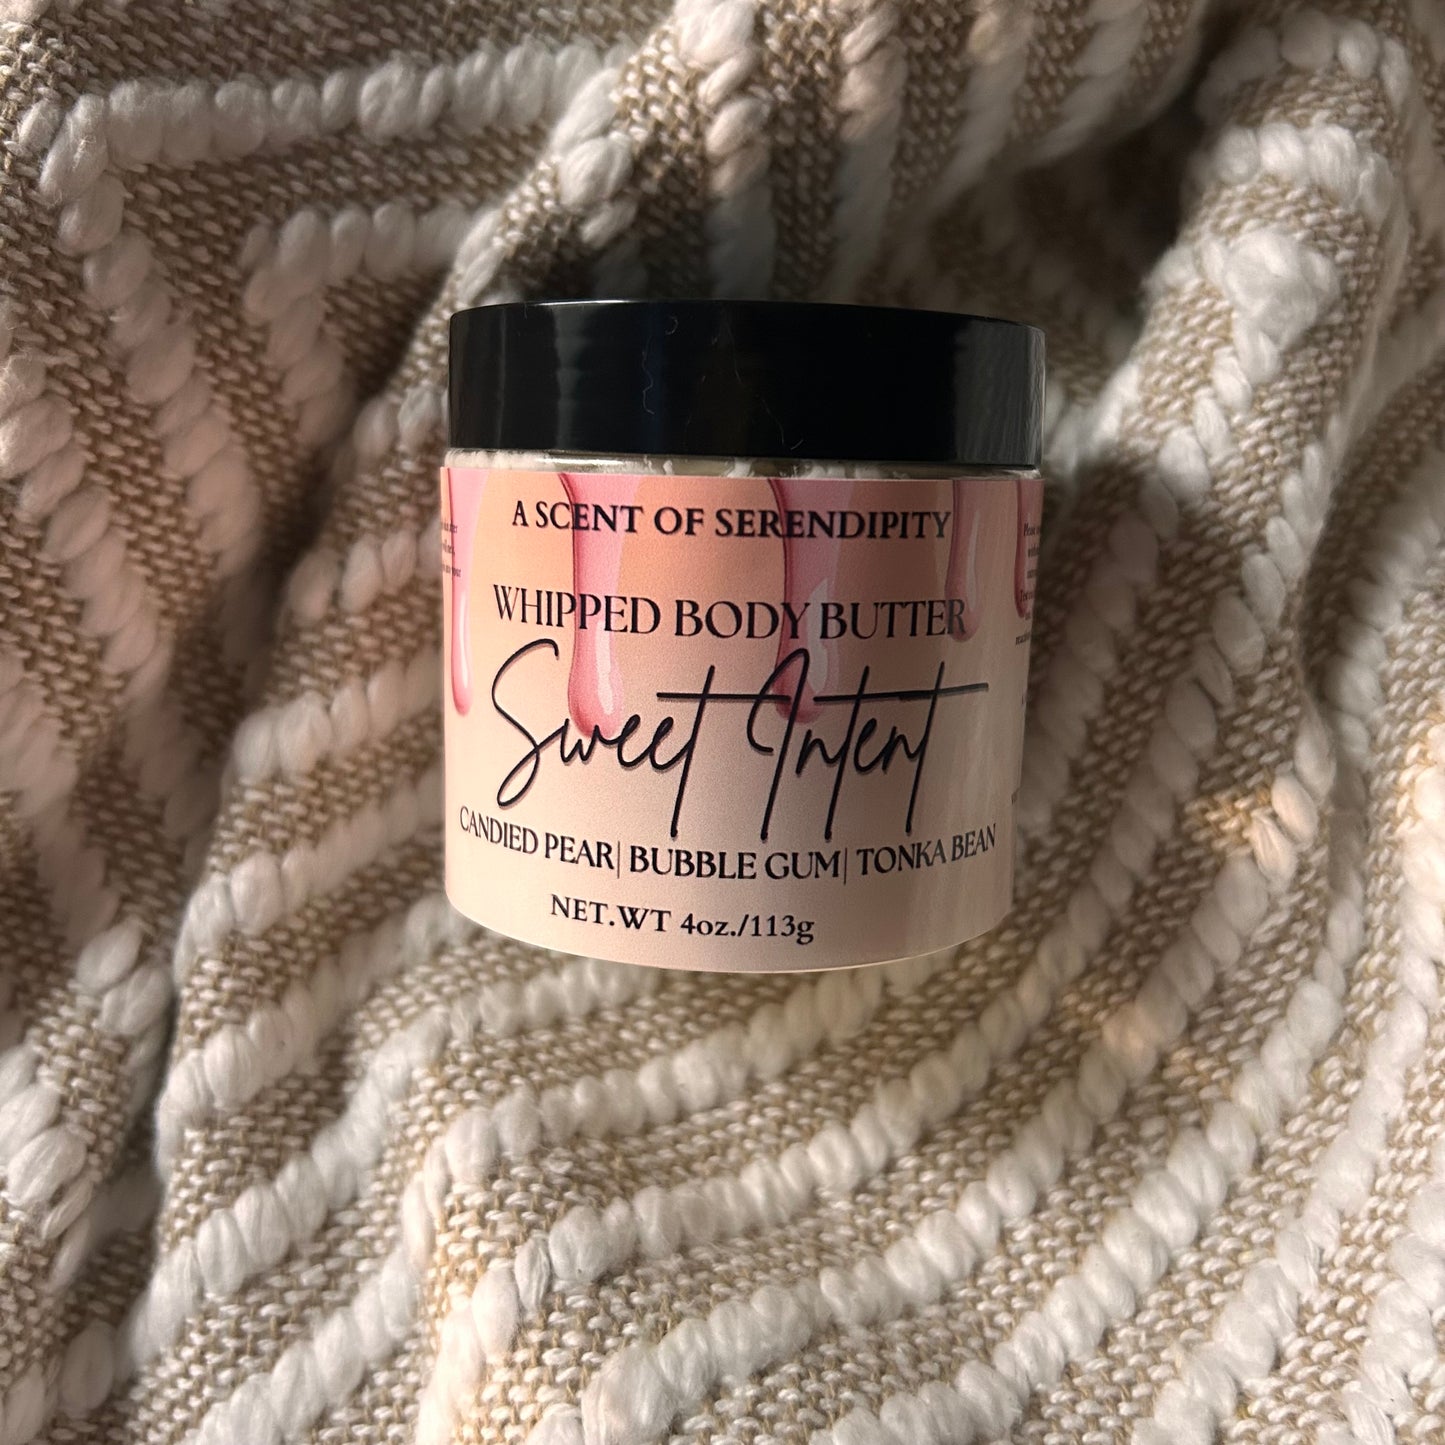 A SCENT OF SERENDIPITY
WHIPPED BODY BUTTER
Sweet Intent
CANDIED PEAR| BUBBLE GUM| TONKA BEAN
NET.WT 4oz./113g